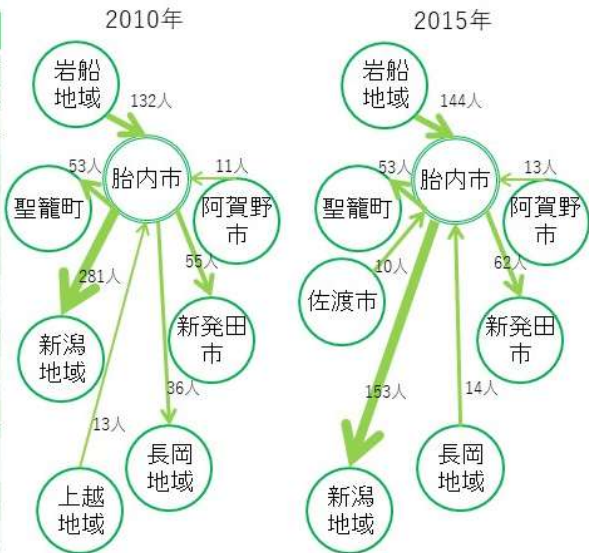 2010年
岩船
地域
132人
胎内市
53人
11人
聖籠町
阿賀野
市
281人
55人
新発田
市
新潟
地域
36人
13人
長岡
地域
上越
地域
2015年
岩船
地域
144人
胎内市
53人
13人
聖籠町
阿賀野
市
10人
62人
佐渡市
新発田
市
153人
14人
長岡
地域
新潟
地域